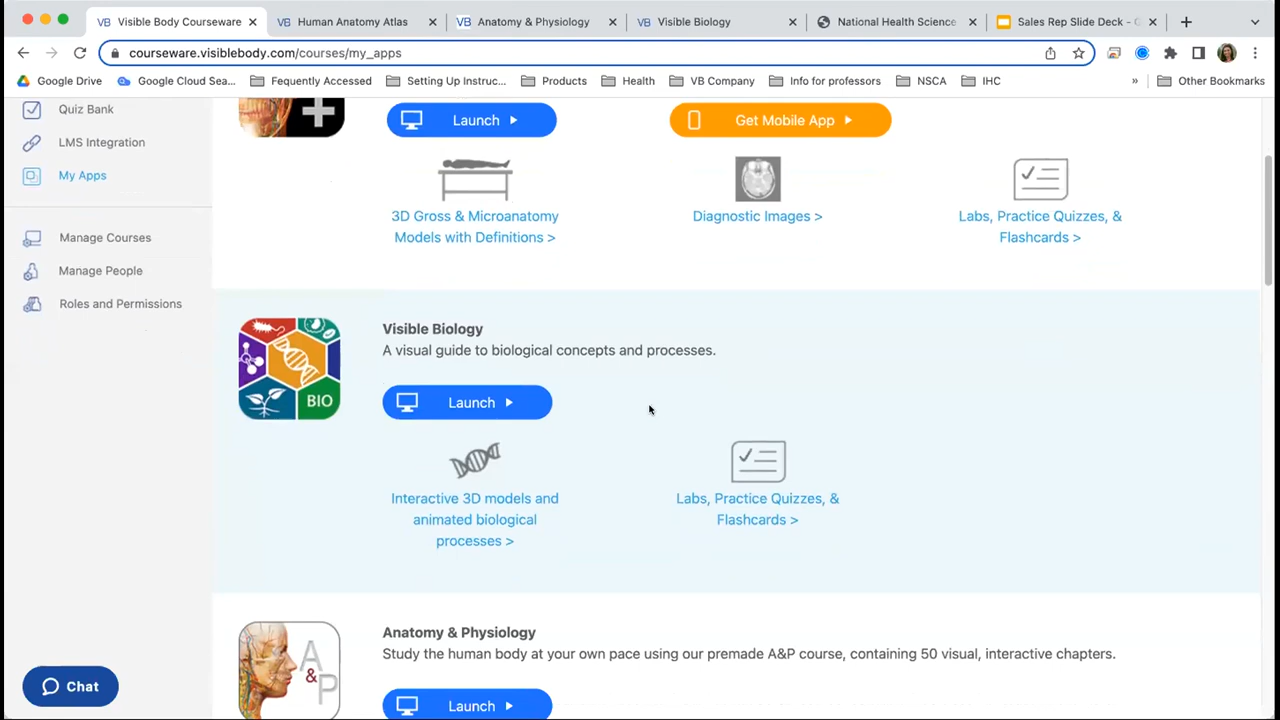 Visible Body Courseware
Human Anatomy Atlas
Anatomy & Physiology
Visible Biology
National Health Science
Sales Rep Slide Deck - G
courseware.visiblebody.com/courses/my_apps
Google Drive
Google Cloud Sea...
Fequently Accessed
Setting Up Instruc...
Products
Health
VB Company
Info for professors
NSCA
IHC
»
Other Bookmarks
Quiz Bank
LMS Integration
My Apps
Manage Courses
Manage People
Roles and Permissions
Launch
Get Mobile App
3D Gross & Microanatomy
Models with Definitions >
Diagnostic Images >
Labs, Practice Quizzes, &
Flashcards >
BIO
Visible Biology
A visual guide to biological concepts and processes.
Launch
Interactive 3D models and
animated biological
processes >
Labs, Practice Quizzes, &
Flashcards >
A
&
P
Anatomy & Physiology
Study the human body at your own pace using our premade A&P course, containing 50 visual, interactive chapters.
Launch
Chat